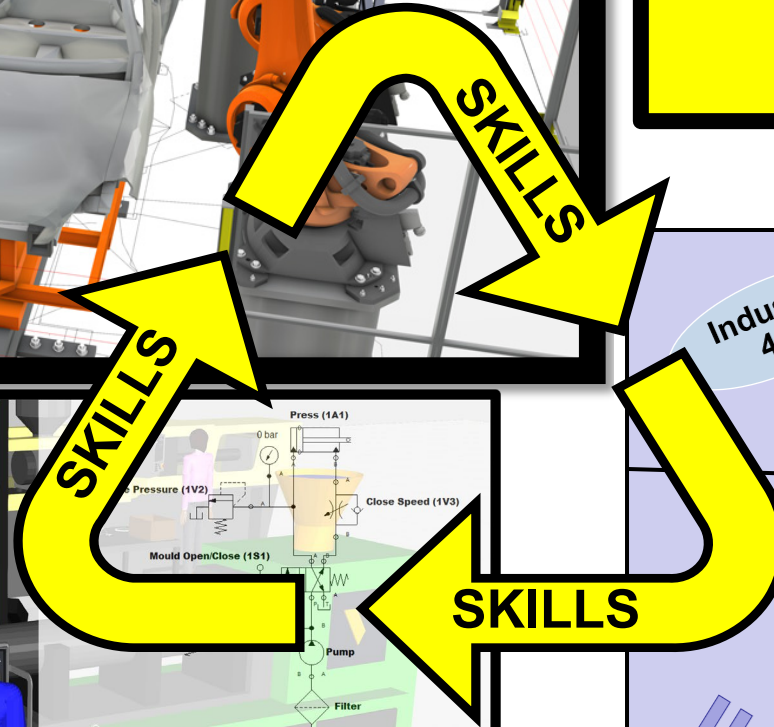 SKILLS
Indus
4
SKILLS
Press (1A1)
0 bar
e Pressure (1V2)
Close Speed (1V3)
Mould Open/Close (1S1)
SKILLS
Pump
Filter